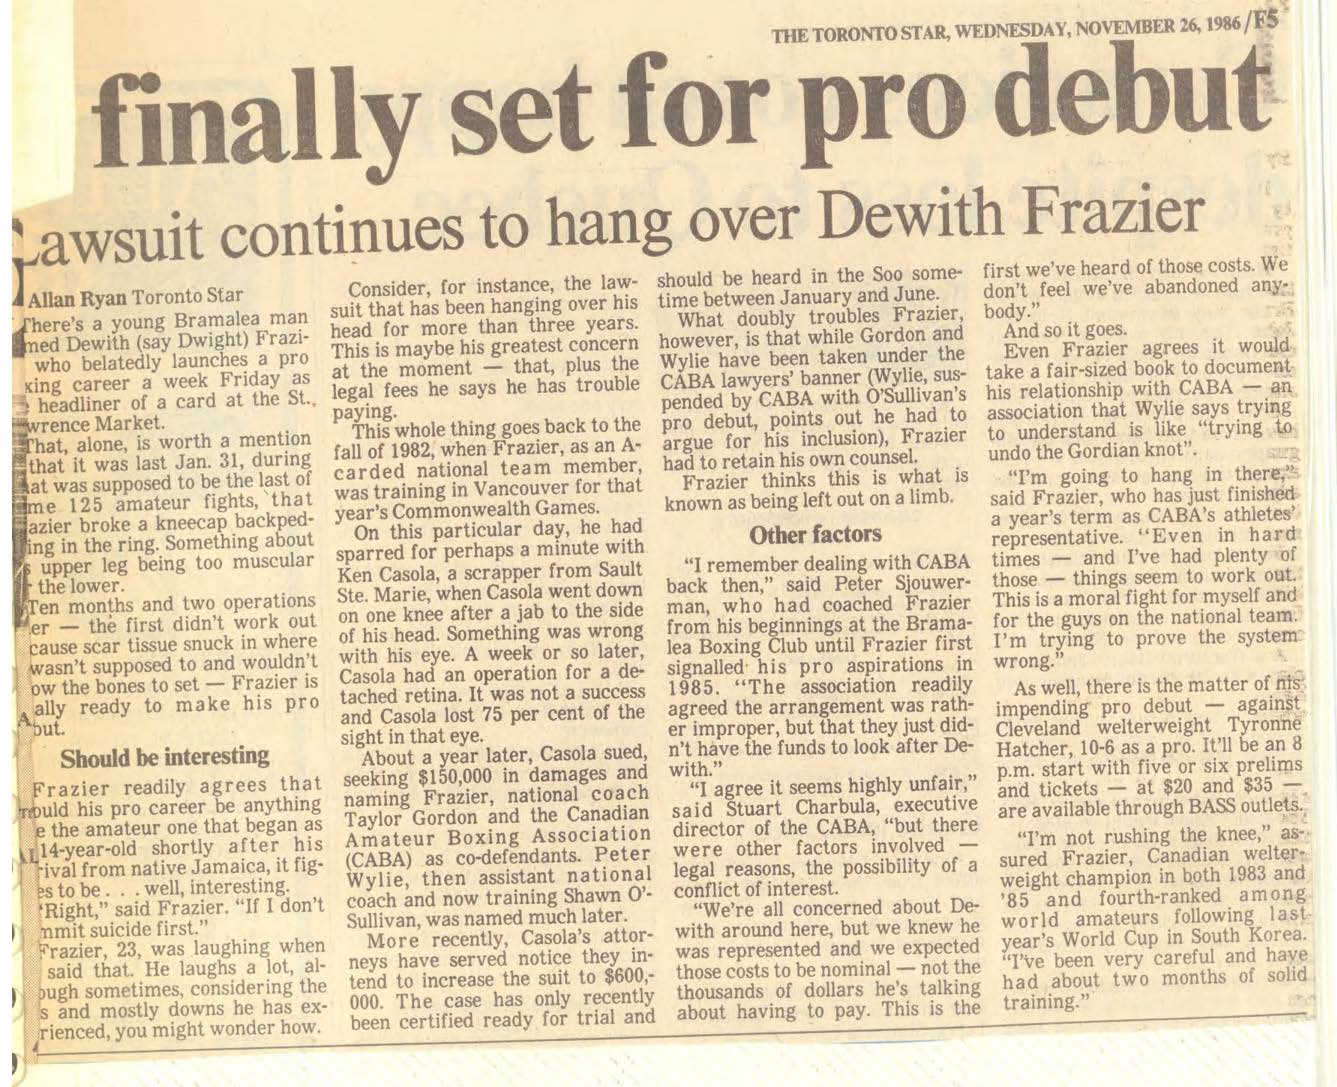 THE TORONTO STAR, WEDNESDAY, NOVEMBER 26, 1986/F5
finally set for pro debut
Lawsuit continues to hang over Dewith Frazier
Allan Ryan Toronto Star
There's a young Bramalea man
med Dewith (say Dwight) Frazi-
who belatedly launches a pro
xing career a week Friday as
headliner of a card at the St.
wrence Market.
That, alone, is worth a mention
that it was last Jan. 31, during
at was supposed to be the last of
me 125 amateur fights, that
azier broke a kneecap backped-
ing in the ring. Something about
s upper leg being too muscular
the lower.
Ten months and two operations
er — the first didn't work out
cause scar tissue snuck in where
wasn't supposed to and wouldn't
ow the bones to set — Frazier is
ally ready to make his pro
but.
Should be interesting
Frazier readily agrees that
ould his pro career be anything
e the amateur one that began as
14-year-old shortly after his
rival from native Jamaica, it fig-
es to be . . . well, interesting.
"Right," said Frazier. "If I don't
mmit suicide first."
Frazier, 23, was laughing when
said that. He laughs a lot, al-
ough sometimes, considering the
s and mostly downs he has ex-
rienced, you might wonder how.
Consider, for instance, the law-
suit that has been hanging over his
head for more than three years.
This is maybe his greatest concern
at the moment — that, plus the
legal fees he says he has trouble
paying.
This whole thing goes back to the
fall of 1982, when Frazier, as an A-
carded national team member,
was training in Vancouver for that
year's Commonwealth Games.
On this particular day, he had
sparred for perhaps a minute with
Ken Casola, a scrapper from Sault
Ste. Marie, when Casola went down
on one knee after a jab to the side
of his head. Something was wrong
with his eye. A week or so later,
Casola had an operation for a de-
tached retina. It was not a success
and Casola lost 75 per cent of the
sight in that eye.
About a year later, Casola sued,
seeking $150,000 in damages and
naming Frazier, national coach
Taylor Gordon and the Canadian
Amateur Boxing Association
(CABA) as co-defendants. Peter
Wylie, then assistant national
coach and now training Shawn O'-
Sullivan, was named much later.
More recently, Casola's attor-
neys have served notice they in-
tend to increase the suit to $600,-
000. The case has only recently
been certified ready for trial and
should be heard in the Soo some-
time between January and June.
What doubly troubles Frazier,
however, is that while Gordon and
Wylie have been taken under the
CABA lawyers' banner (Wylie, sus-
pended by CABA with O'Sullivan's
pro debut, points out he had to
argue for his inclusion), Frazier
had to retain his own counsel.
Frazier thinks this is what is
known as being left out on a limb.
Other factors
"I remember dealing with CABA
back then," said Peter Sjouwer-
man, who had coached Frazier
from his beginnings at the Brama-
lea Boxing Club until Frazier first
signalled his pro aspirations in
1985. "The association readily
agreed the arrangement was rath-
er improper, but that they just did-
n't have the funds to look after De-
with."
"I agree it seems highly unfair,"
said Stuart Charbula, executive
director of the CABA, "but there
were other factors involved —
legal reasons, the possibility of a
conflict of interest.
"We're all concerned about De-
with around here, but we knew he
was represented and we expected
those costs to be nominal — not the
thousands of dollars he's talking
about having to pay. This is the
first we've heard of those costs. We
don't feel we've abandoned any-
body."
And so it goes.
Even Frazier agrees it would
take a fair-sized book to document
his relationship with CABA — an
association that Wylie says trying
to understand is like "trying to
undo the Gordian knot".
"I'm going to hang in there,"
said Frazier, who has just finished
a year's term as CABA's athletes'
representative. "Even in hard
times — and I've had plenty of
those — things seem to work out.
This is a moral fight for myself and
for the guys on the national team.
I'm trying to prove the system
wrong."
As well, there is the matter of his
impending pro debut — against
Cleveland welterweight Tyronne
Hatcher, 10-6 as a pro. It'll be an 8
p.m. start with five or six prelims
and tickets — at $20 and $35 —
are available through BASS outlets.
"I'm not rushing the knee," as-
sured Frazier, Canadian welter-
weight champion in both 1983 and
'85 and fourth-ranked among
world amateurs following last
year's World Cup in South Korea.
"I've been very careful and have
had about two months of solid
training."